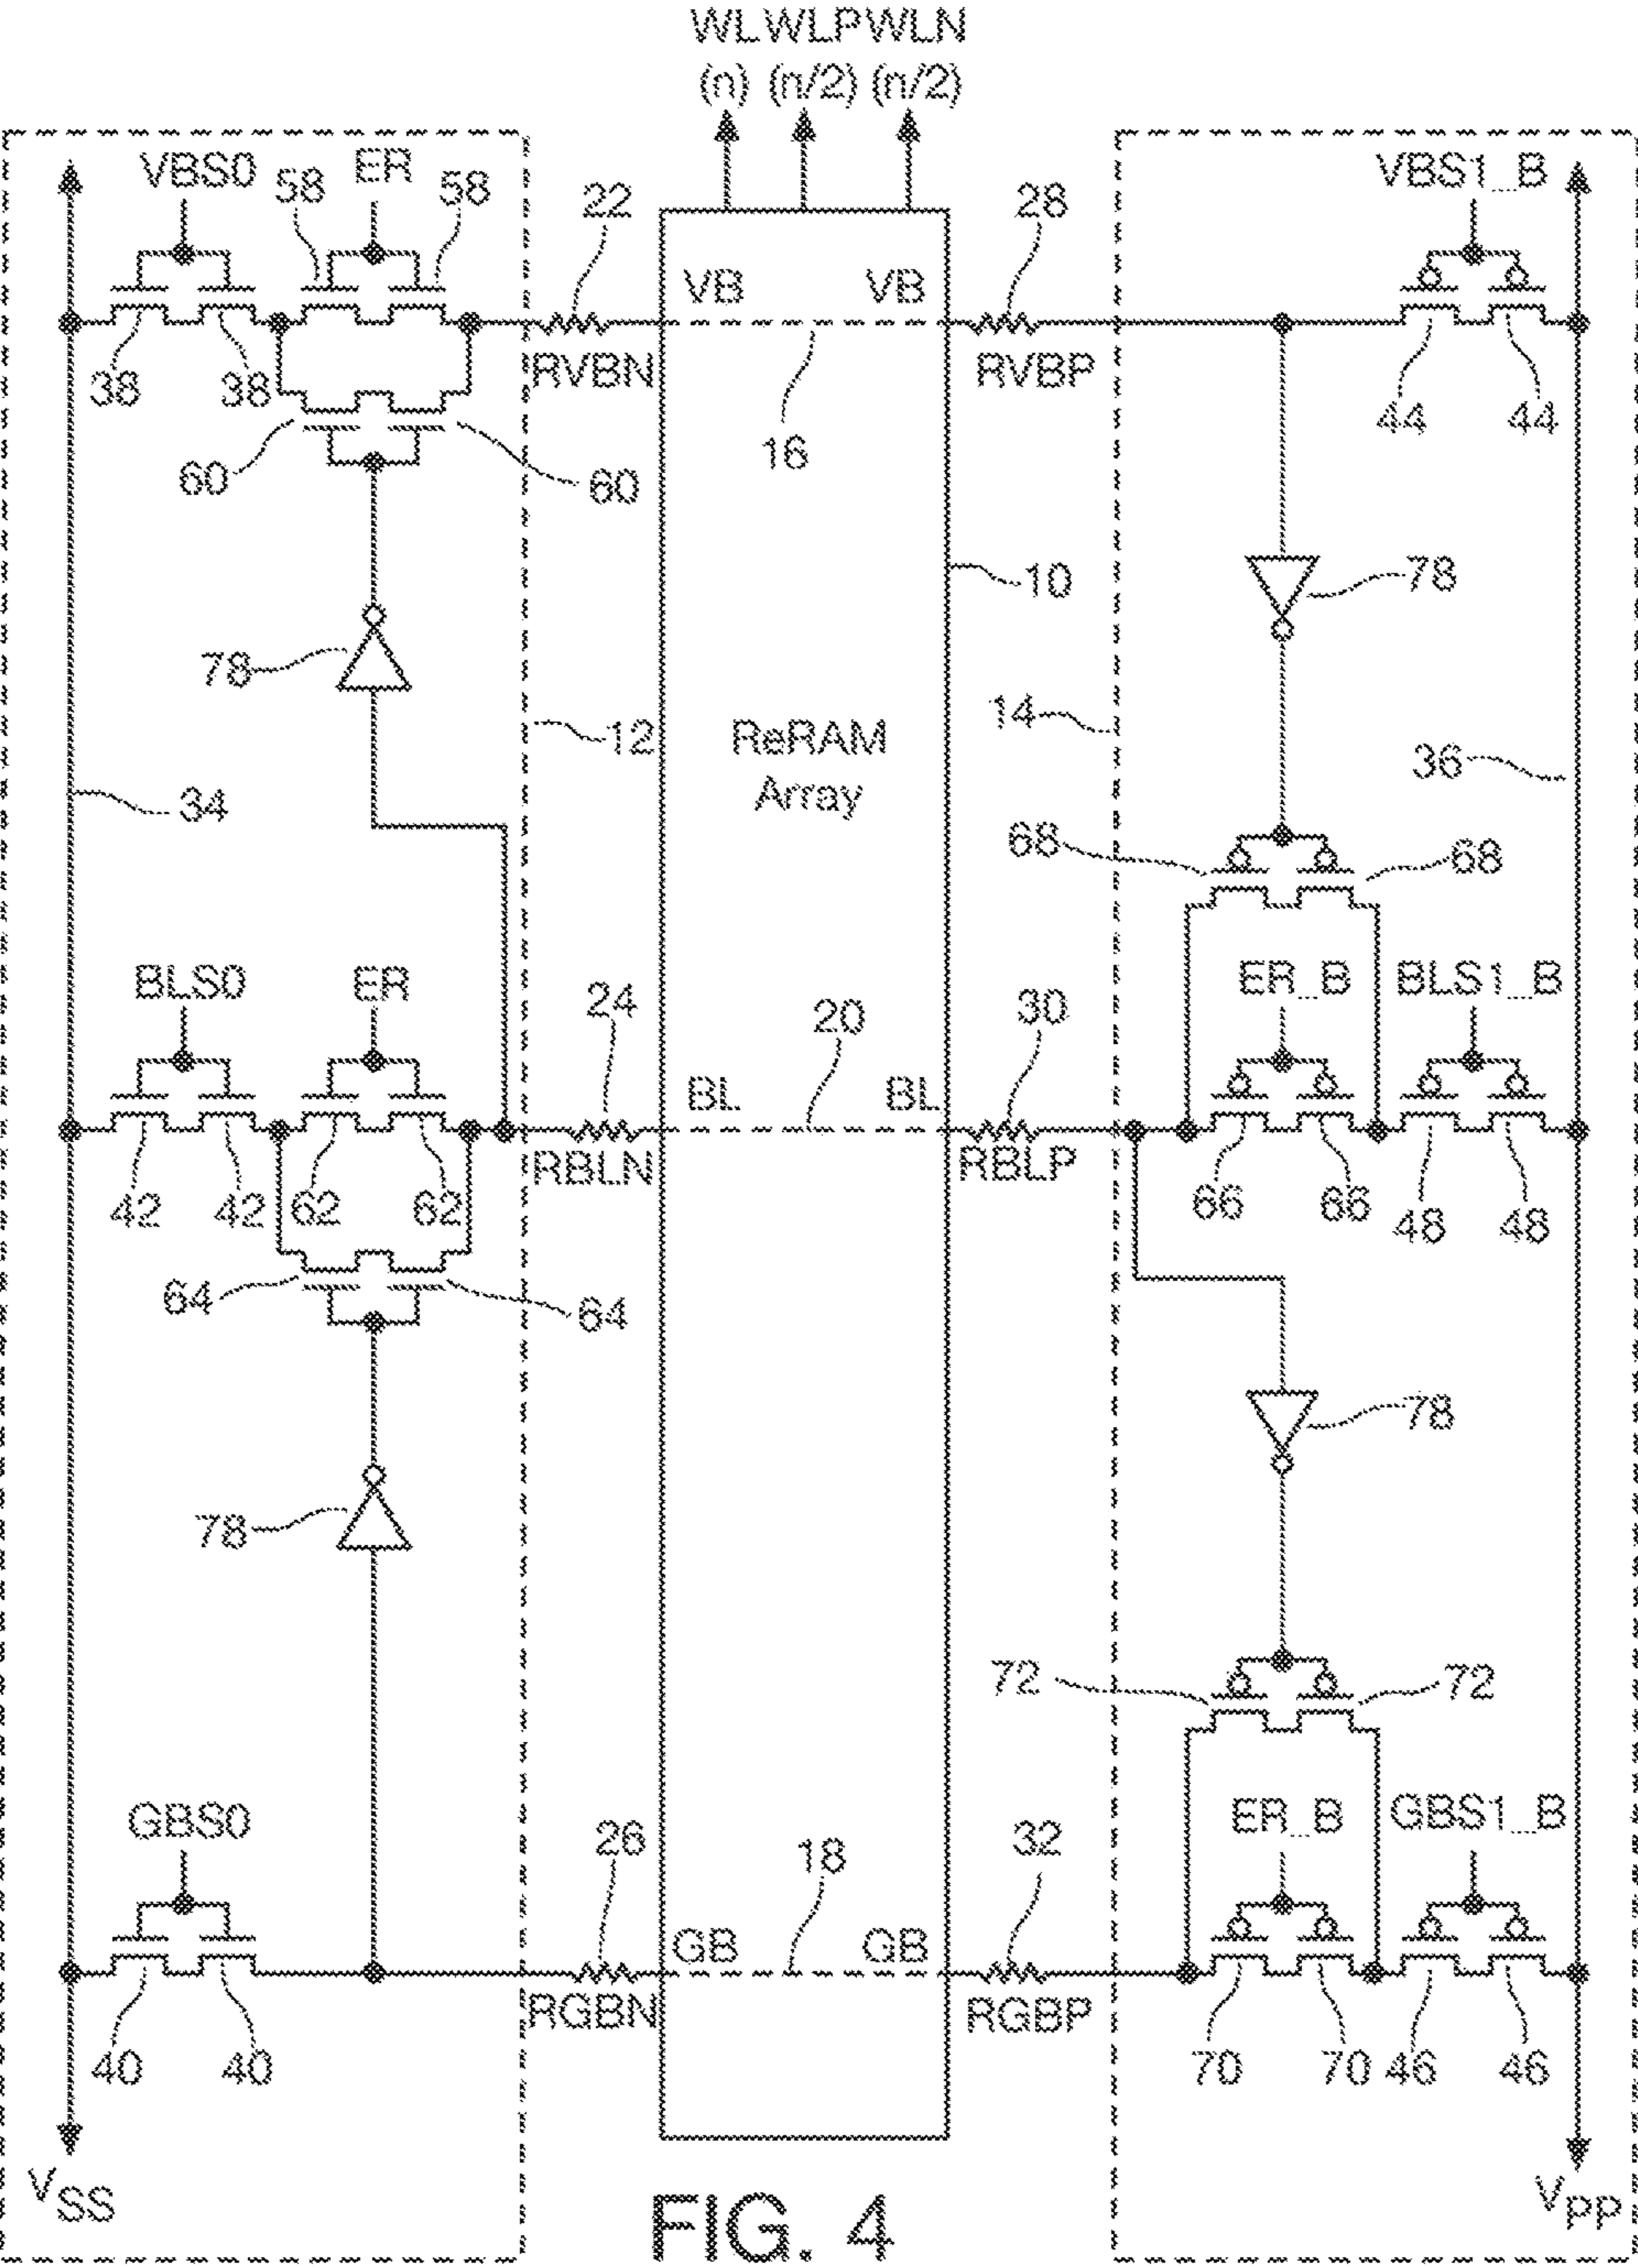 WL WLP WLN
(n) (n/2) (n/2)
VBS0 ER VBS1_B
58 58 22 28
VB VB
38 38 RVBN RVBP 44 44
16
60 60
10 78
78
12 ReRAM 14
Array
34 36
68 68
BLS0 ER ER_B BLS1_B
24 20 30
BL BL
RBLN RBLP
42 42 62 62 66 66 48 48
64 64
78
78
72 72
GBS0 ER_B GBS1_B
26 18 32
GB GB
RGBN RGBP
40 40 70 70 46 46
VSS VPP
FIG. 4